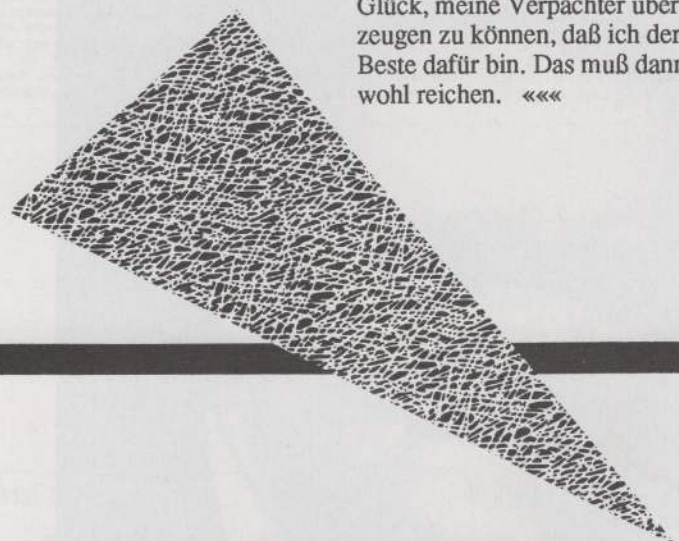 Glück, meine Verpächter über-
zeugen zu können, daß ich der
Beste dafür bin. Das muß dann
wohl reichen. «««